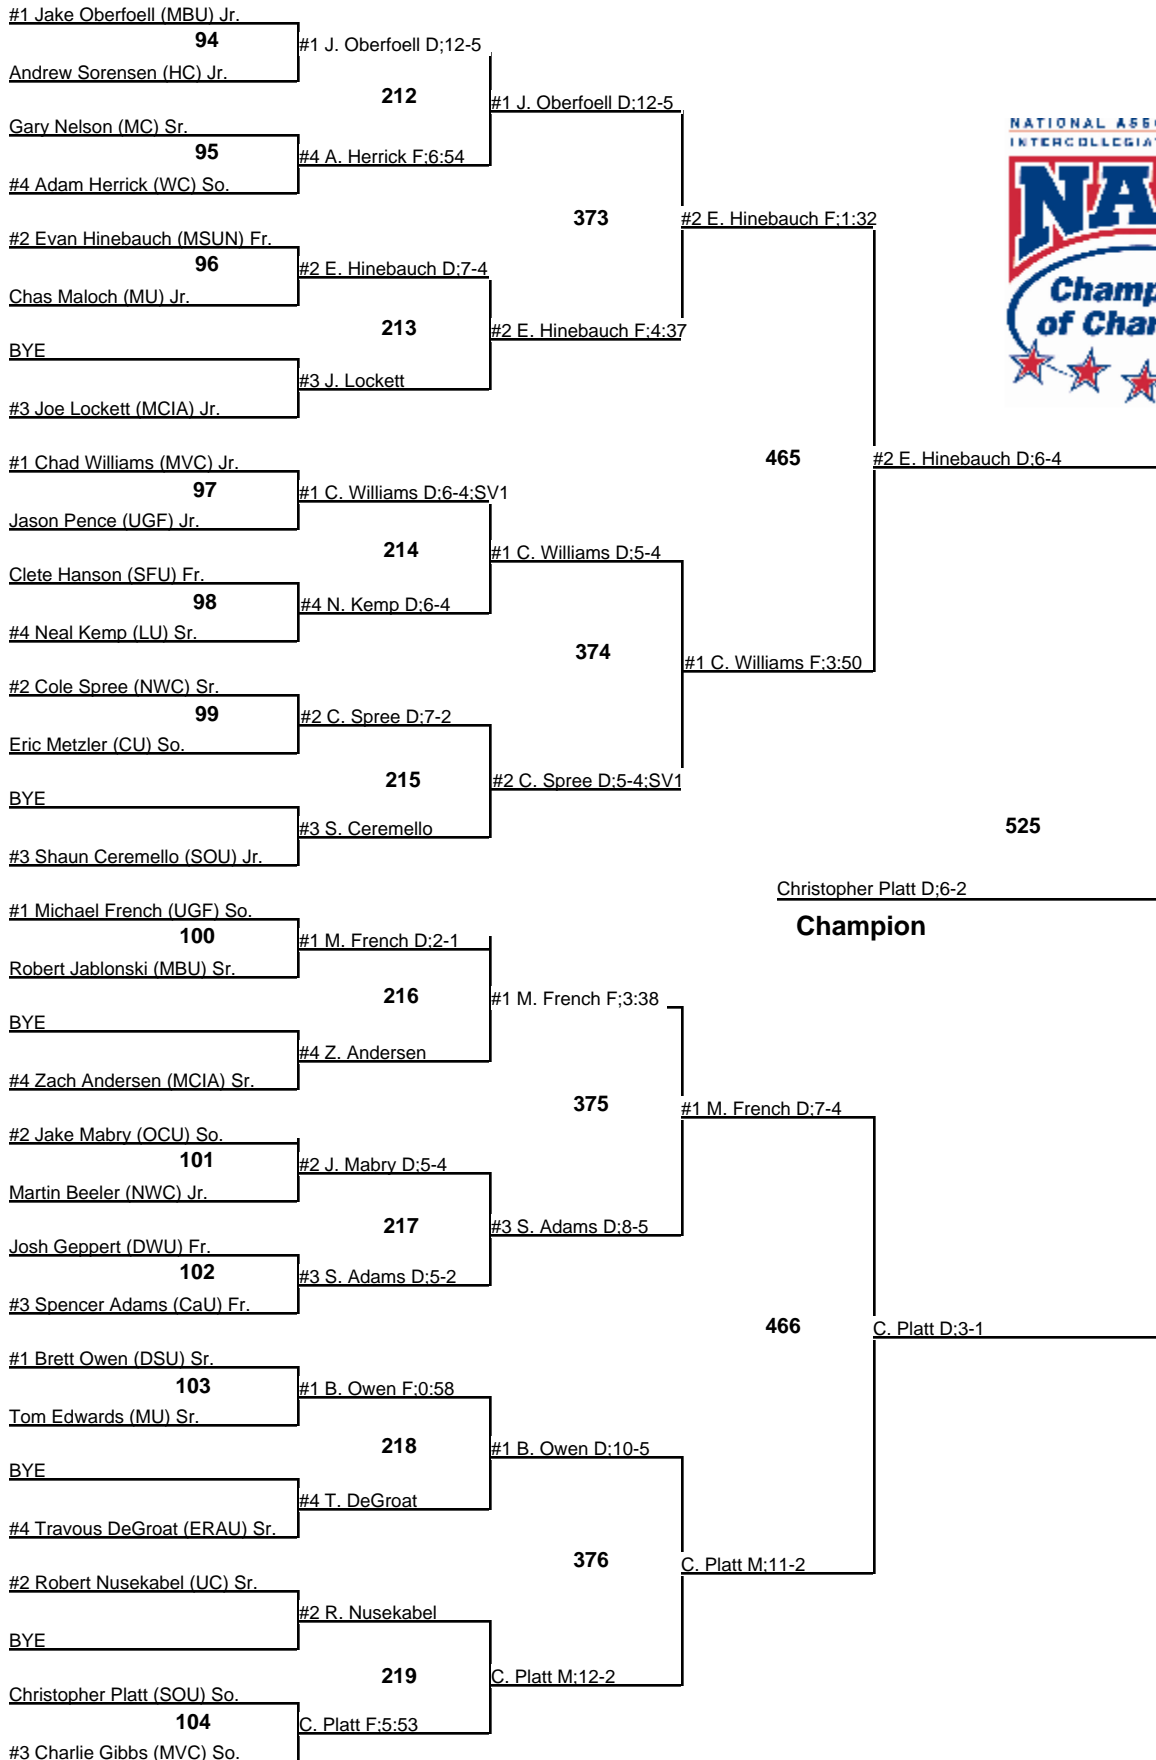 #1 Jake Oberfoell (MBU) Jr.
94
#1 J. Oberfoell D;12-5
Andrew Sorensen (HC) Jr.
212
#1 J. Oberfoell D;12-5
Gary Nelson (MC) Sr.
95
#4 A. Herrick F;6:54
#4 Adam Herrick (WC) So.
373
#2 E. Hinebauch F;1:32
#2 Evan Hinebauch (MSUN) Fr.
96
#2 E. Hinebauch D;7-4
Chas Maloch (MU) Jr.
213
#2 E. Hinebauch F;4:37
BYE
#3 J. Lockett
#3 Joe Lockett (MCIA) Jr.
465
#2 E. Hinebauch D;6-4
#1 Chad Williams (MVC) Jr.
97
#1 C. Williams D;6-4;SV1
Jason Pence (UGF) Jr.
214
#1 C. Williams D;5-4
Clete Hanson (SFU) Fr.
98
#4 N. Kemp D;6-4
#4 Neal Kemp (LU) Sr.
374
#1 C. Williams F;3:50
#2 Cole Spree (NWC) Sr.
99
#2 C. Spree D;7-2
Eric Metzler (CU) So.
215
#2 C. Spree D;5-4;SV1
BYE
#3 S. Ceremello
#3 Shaun Ceremello (SOU) Jr.
525
Christopher Platt D;6-2
Champion
#1 Michael French (UGF) So.
100
#1 M. French D;2-1
Robert Jablonski (MBU) Sr.
216
#1 M. French F;3:38
BYE
#4 Z. Andersen
#4 Zach Andersen (MCIA) Sr.
375
#1 M. French D;7-4
#2 Jake Mabry (OCU) So.
101
#2 J. Mabry D;5-4
Martin Beeler (NWC) Jr.
217
#3 S. Adams D;8-5
Josh Geppert (DWU) Fr.
102
#3 S. Adams D;5-2
#3 Spencer Adams (CaU) Fr.
466
C. Platt D;3-1
#1 Brett Owen (DSU) Sr.
103
#1 B. Owen F;0:58
Tom Edwards (MU) Sr.
218
#1 B. Owen D;10-5
BYE
#4 T. DeGroat
#4 Travous DeGroat (ERAU) Sr.
376
C. Platt M;11-2
#2 Robert Nusekabel (UC) Sr.
#2 R. Nusekabel
BYE
219
C. Platt M;12-2
Christopher Platt (SOU) So.
104
C. Platt F;5:53
#3 Charlie Gibbs (MVC) So.
NATIONAL ASS
INTERCOLLEGIA
NA
Champ
of Char